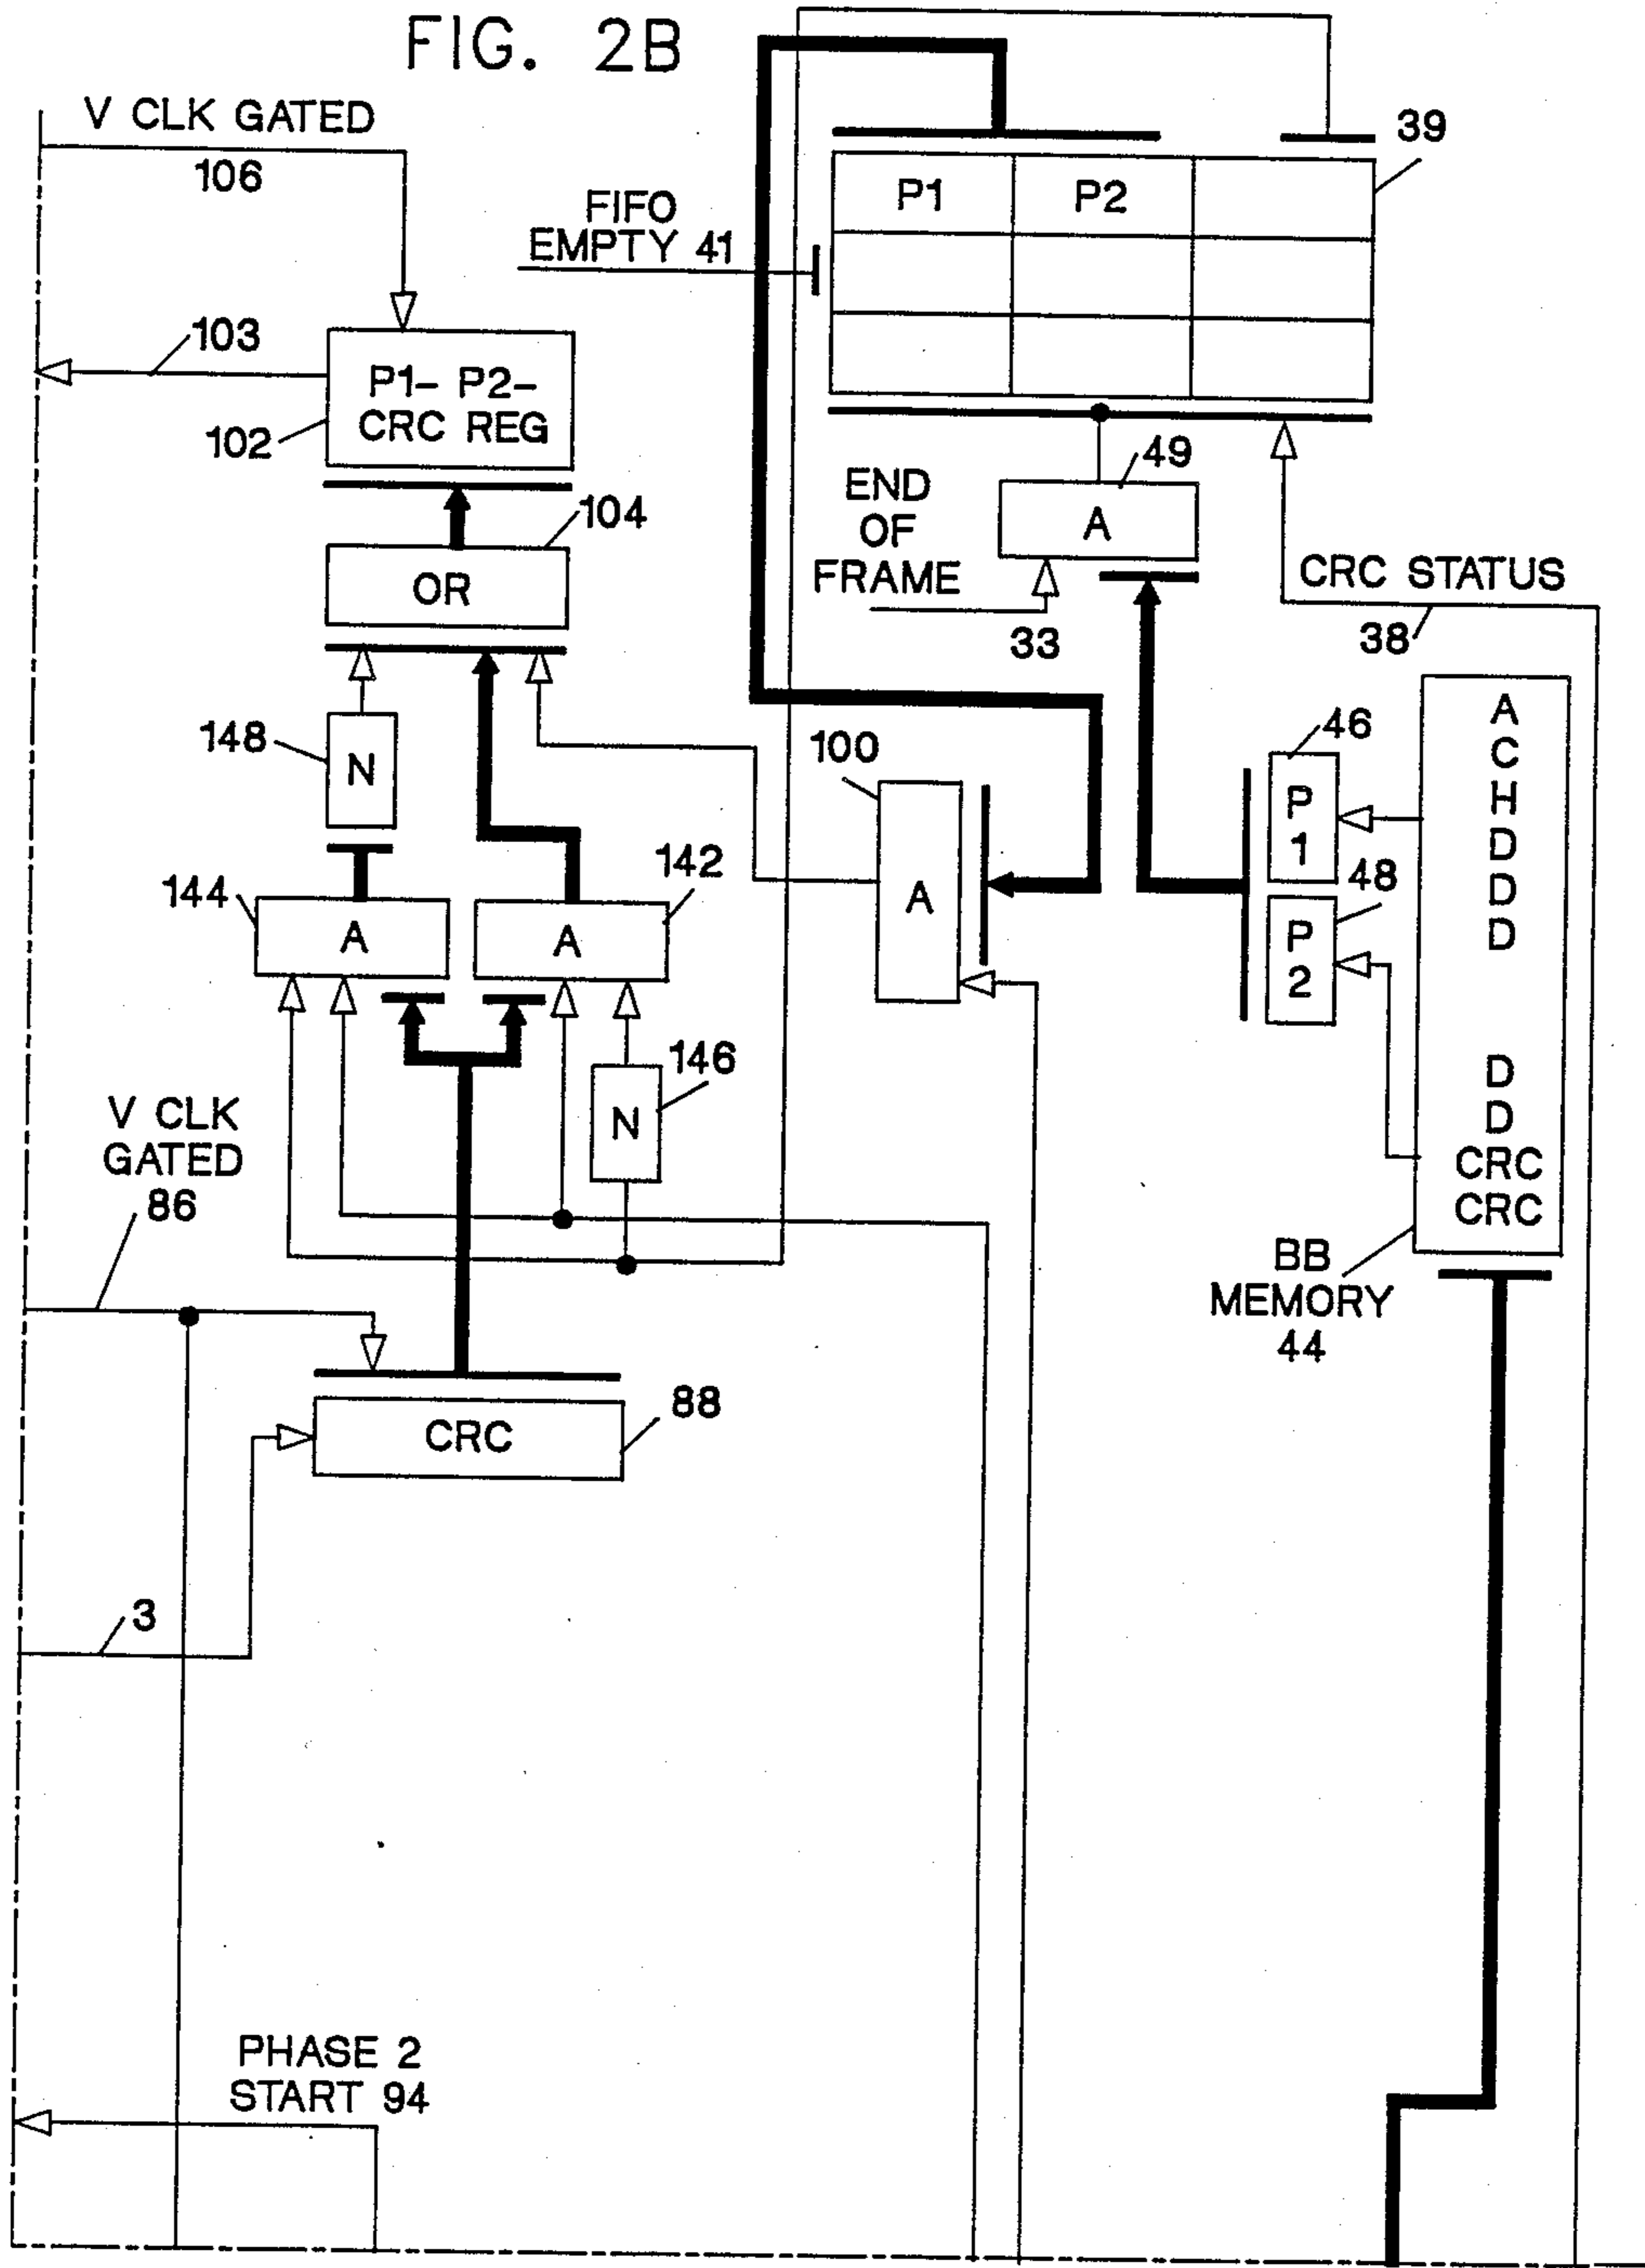 FIG. 2B
V CLK GATED
106
39
P1 P2
FIFO
EMPTY 41
103
P1- P2-
CRC REG
102
49
END
OF
FRAME
A
104
OR
CRC STATUS
33
38
148
N
100
46
P
1
A
C
H
D
D
D
144
A
142
A
A
48
P
2
146
N
D
D
CRC
CRC
V CLK
GATED
86
BB
MEMORY
44
88
CRC
3
PHASE 2
START 94